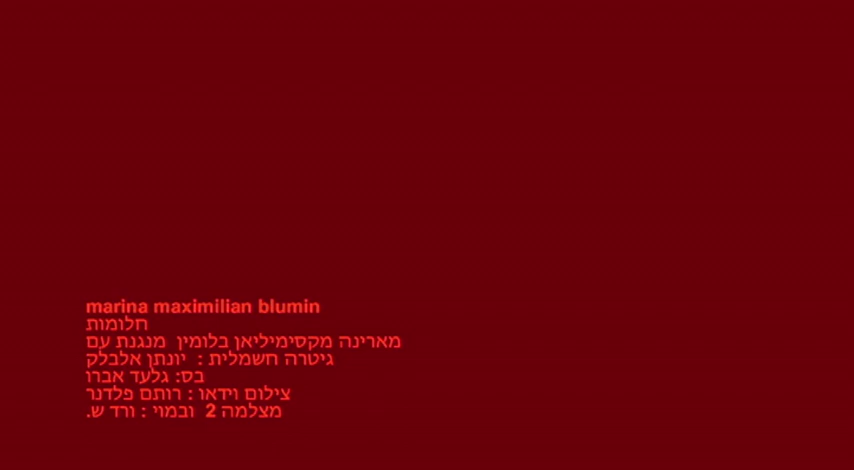 marina maximilian blumin
חלומות
מארינה מקסימיליאן בלומין מנגנת עם
גיטרה חשמלית : יונתן אלבלק
בס: גלעד אברו
צילום וידאו : רותם פלדנר
מצלמה 2 ובמוי : ורד ש.